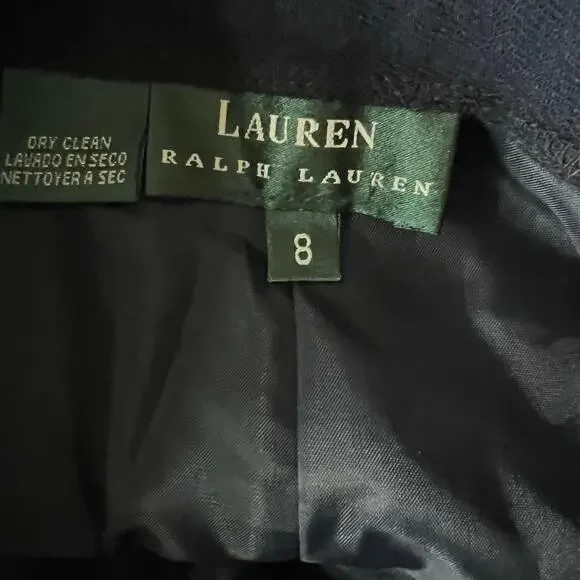 DRY CLEAN
LAVADO EN SECO
NETTOYER A SEC
LAUREN
RALPH LAUREN
8